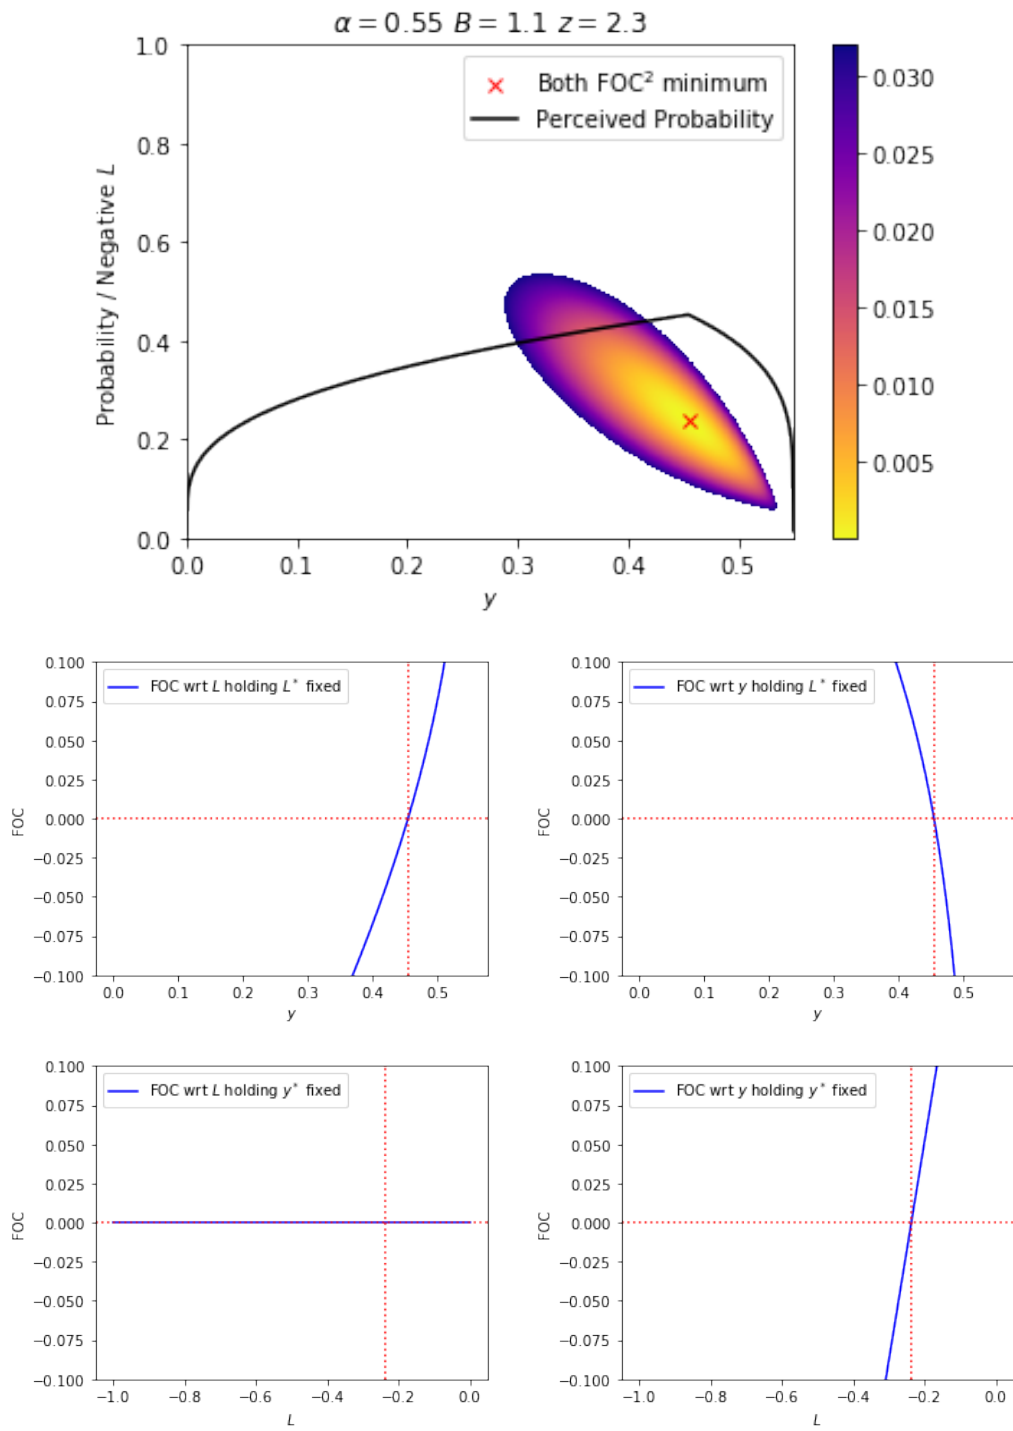 α = 0.55 B = 1.1 z = 2.3
1.0
0.8
0.6
0.4
0.2
0.0
Probability / Negative L
Both FOC² minimum
Perceived Probability
0.0 0.1 0.2 0.3 0.4 0.5
y
0.030
0.025
0.020
0.015
0.010
0.005
0.100
0.075
0.050
0.025
0.000
−0.025
−0.050
−0.075
−0.100
FOC
FOC wrt L holding L* fixed
0.0 0.1 0.2 0.3 0.4 0.5
y
0.100
0.075
0.050
0.025
0.000
−0.025
−0.050
−0.075
−0.100
FOC
FOC wrt y holding L* fixed
0.0 0.1 0.2 0.3 0.4 0.5
y
0.100
0.075
0.050
0.025
0.000
−0.025
−0.050
−0.075
−0.100
FOC
FOC wrt L holding y* fixed
−1.0 −0.8 −0.6 −0.4 −0.2 0.0
L
0.100
0.075
0.050
0.025
0.000
−0.025
−0.050
−0.075
−0.100
FOC
FOC wrt y holding y* fixed
−1.0 −0.8 −0.6 −0.4 −0.2 0.0
L